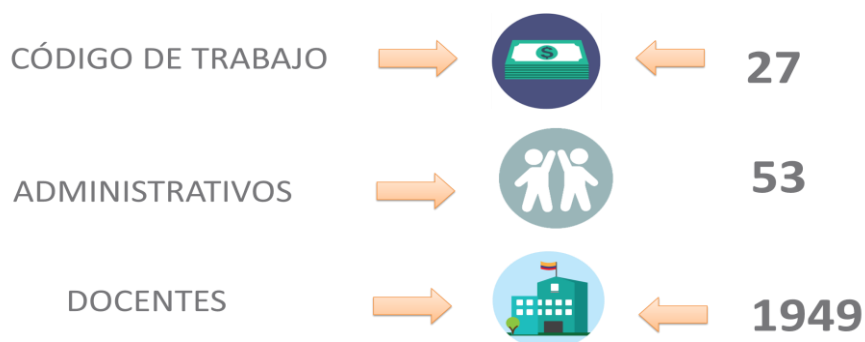 CÓDIGO DE TRABAJO $ 27
ADMINISTRATIVOS 53
DOCENTES 1949